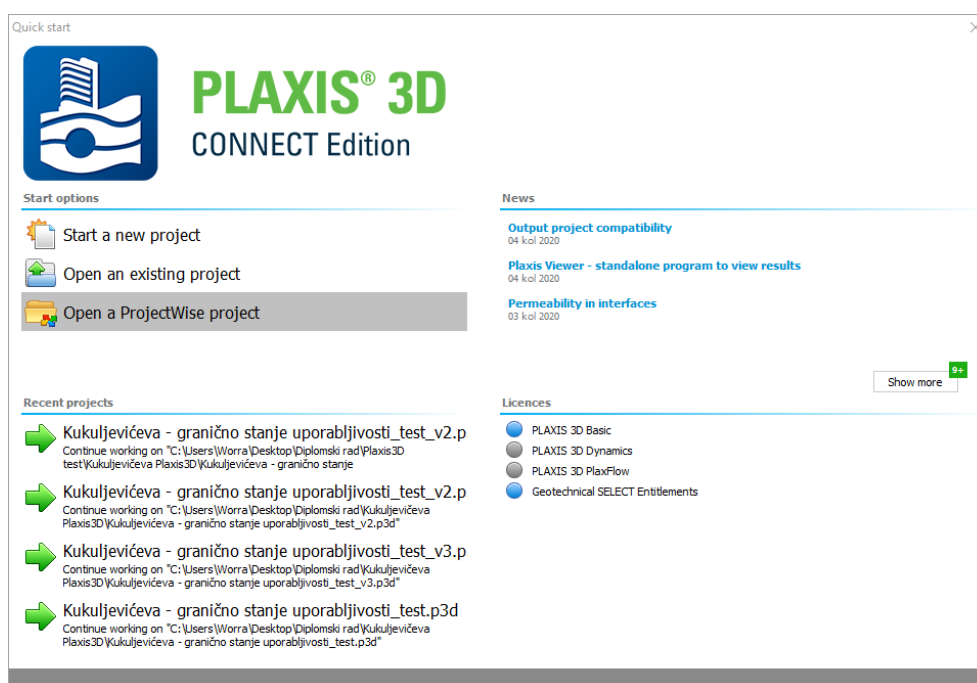 Quick start
PLAXIS® 3D
CONNECT Edition
Start options
Start a new project
Open an existing project
Open a ProjectWise project
News
Output project compatibility
04 kol 2020
Plaxis Viewer - standalone program to view results
04 kol 2020
Permeability in interfaces
03 kol 2020
9+
Show more
Recent projects
Kukuljevićeva - granično stanje uporabljivosti_test_v2.p
Continue working on "C:\Users\Worra\Desktop\Diplomski rad\Plaxis3D
test\Kukuljevičeva Plaxis3D\Kukuljevićeva - granično stanje
Kukuljevićeva - granično stanje uporabljivosti_test_v2.p
Continue working on "C:\Users\Worra\Desktop\Diplomski rad\Kukuljevičeva
Plaxis3D\Kukuljevićeva - granično stanje uporabljivosti_test_v2.p3d"
Kukuljevićeva - granično stanje uporabljivosti_test_v3.p
Continue working on "C:\Users\Worra\Desktop\Diplomski rad\Kukuljevičeva
Plaxis3D\Kukuljevićeva - granično stanje uporabljivosti_test_v3.p3d"
Kukuljevićeva - granično stanje uporabljivosti_test.p3d
Continue working on "C:\Users\Worra\Desktop\Diplomski rad\Kukuljevičeva
Plaxis3D\Kukuljevićeva - granično stanje uporabljivosti_test.p3d"
Licences
PLAXIS 3D Basic
PLAXIS 3D Dynamics
PLAXIS 3D PlaxFlow
Geotechnical SELECT Entitlements